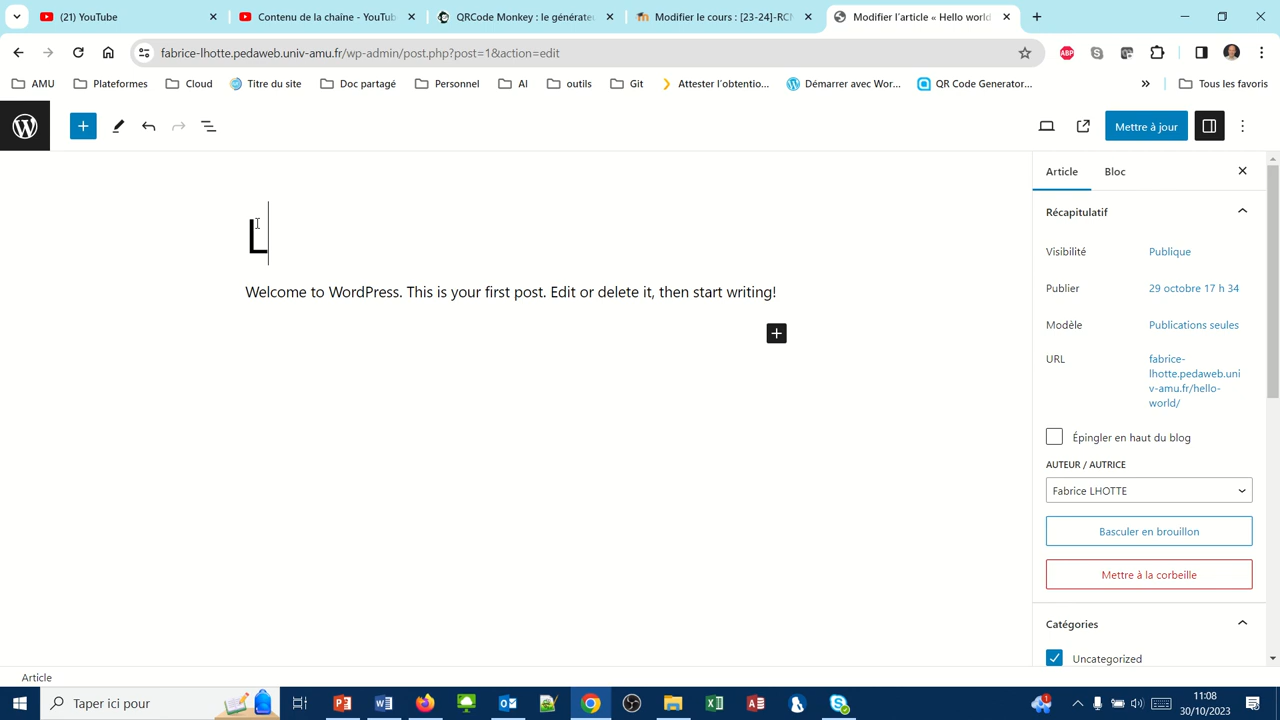 (21) YouTube
Contenu de la chaine - YouTub
QRCode Monkey : le générateu
Modifier le cours : [23-24]-RCN
Modifier l'article « Hello world
fabrice-lhotte.pedaweb.univ-amu.fr/wp-admin/post.php?post=1&action=edit
ABP
AMU
Plateformes
Cloud
Titre du site
Doc partagé
Personnel
AI
outils
Git
Attester l'obtentio...
Démarrer avec Wor...
QR Code Generator...
»
Tous les favoris
Mettre à jour
Article
Bloc
Récapitulatif
L
Visibilité
Publique
Welcome to WordPress. This is your first post. Edit or delete it, then start writing!
Publier
29 octobre 17 h 34
Modèle
Publications seules
URL
fabrice-
lhotte.pedaweb.uni
v-amu.fr/hello-
world/
Épingler en haut du blog
AUTEUR / AUTRICE
Fabrice LHOTTE
Basculer en brouillon
Mettre à la corbeille
Catégories
Uncategorized
Article
Taper ici pour
11:08
30/10/2023